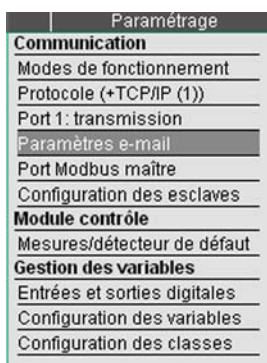 Paramétrage
Communication
Modes de fonctionnement
Protocole (+TCP/IP (1))
Port 1: transmission
Paramètres e-mail
Port Modbus maître
Configuration des esclaves
Module contrôle
Mesures/détecteur de défaut
Gestion des variables
Entrées et sorties digitales
Configuration des variables
Configuration des classes